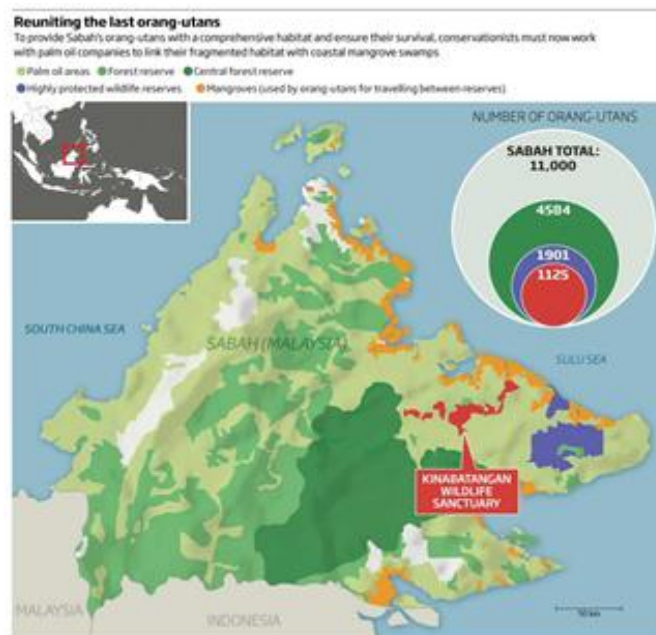 Reuniting the last orang-utans
To provide Sabah's orang-utans with a comprehensive habitat and ensure their survival, conservationists must now work
with palm oil companies to link their fragmented habitat with coastal mangrove swamps
Palm oil areas Forest reserve Central forest reserve
Highly protected wildlife reserves Mangroves (used by orang-utans for travelling between reserves)
NUMBER OF ORANG-UTANS
SABAH TOTAL:
11,000
4584
1901
1125
SOUTH CHINA SEA
SABAH (MALAYSIA)
SULU SEA
KINABATANGAN
WILDLIFE
SANCTUARY
MALAYSIA
INDONESIA